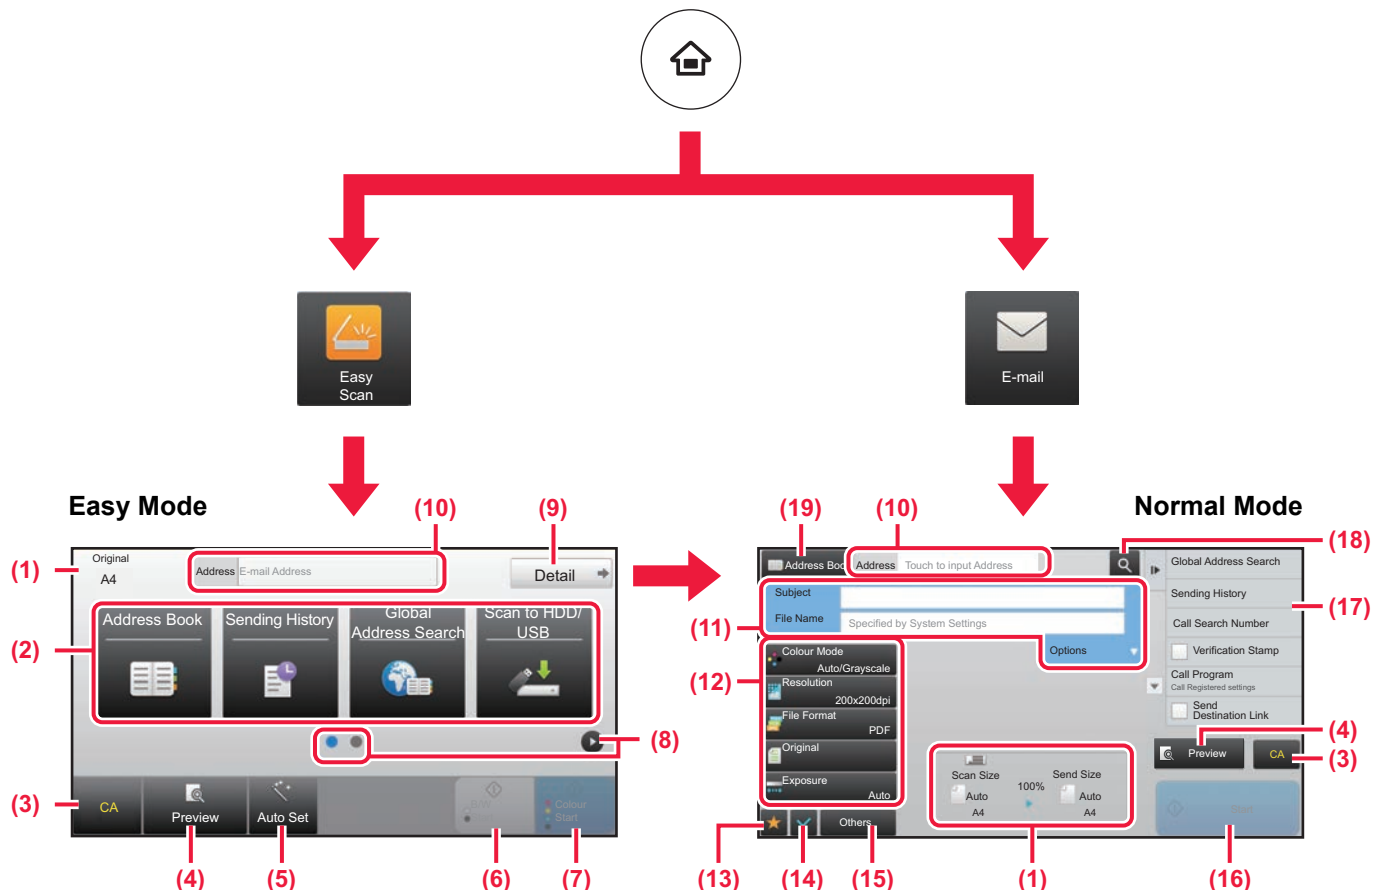 Easy
Scan
E-mail
Easy Mode
Normal Mode
(10)
(9)
(19)
(10)
(18)
(1)
Original
A4
Address
E-mail Address
Detail
Address Book
Sending History
Global
Address Search
Scan to HDD/
USB
(2)
(8)
(3)
CA
Preview
Auto Set
B/W
Start
Colour
Start
(4)
(5)
(6)
(7)
Address Boo
Address
Touch to input Address
Subject
File Name
Specified by System Settings
Options
(11)
(12)
Colour Mode
Auto/Grayscale
Resolution
200x200dpi
File Format
PDF
Original
Exposure
Auto
Others
Scan Size
Auto
A4
100%
Send Size
Auto
A4
Global Address Search
Sending History
Call Search Number
Verification Stamp
Call Program
Call Registered settings
Send
Destination Link
(17)
(4)
Preview
CA
(3)
Start
(13)
(14)
(15)
(1)
(16)